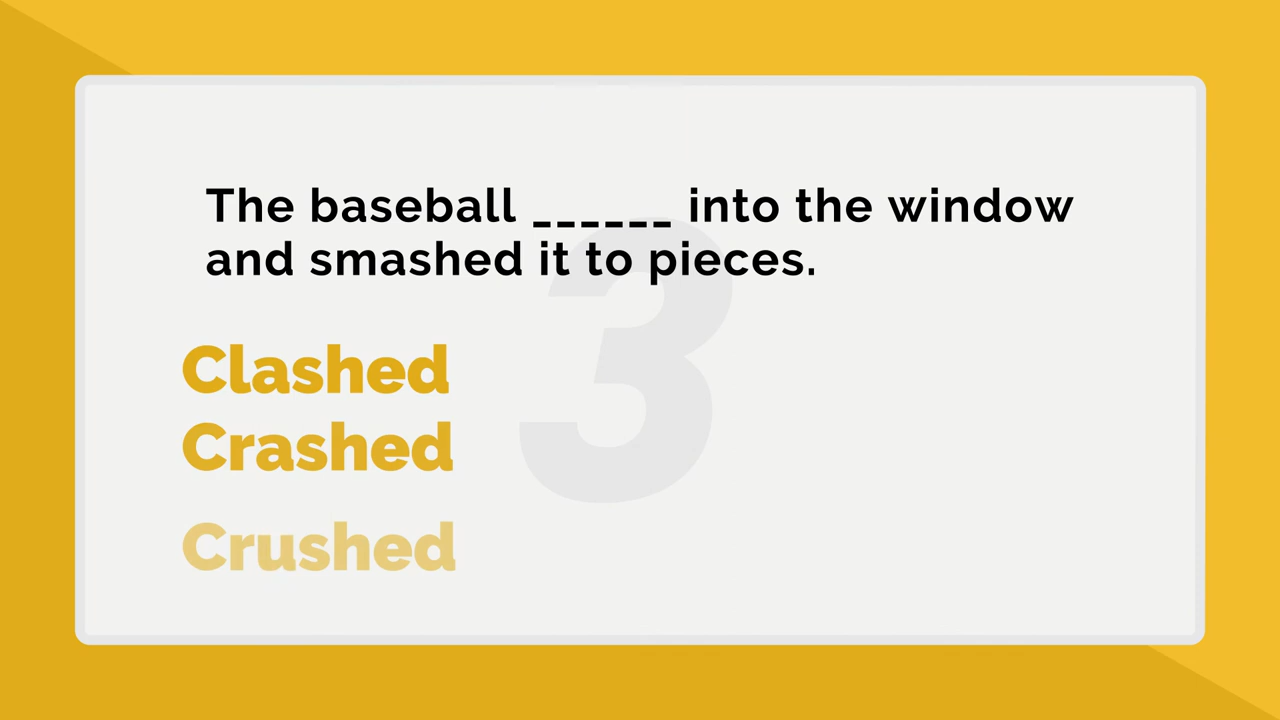 The baseball ______ into the window
and smashed it to pieces.
3
Clashed
Crashed
Crushed